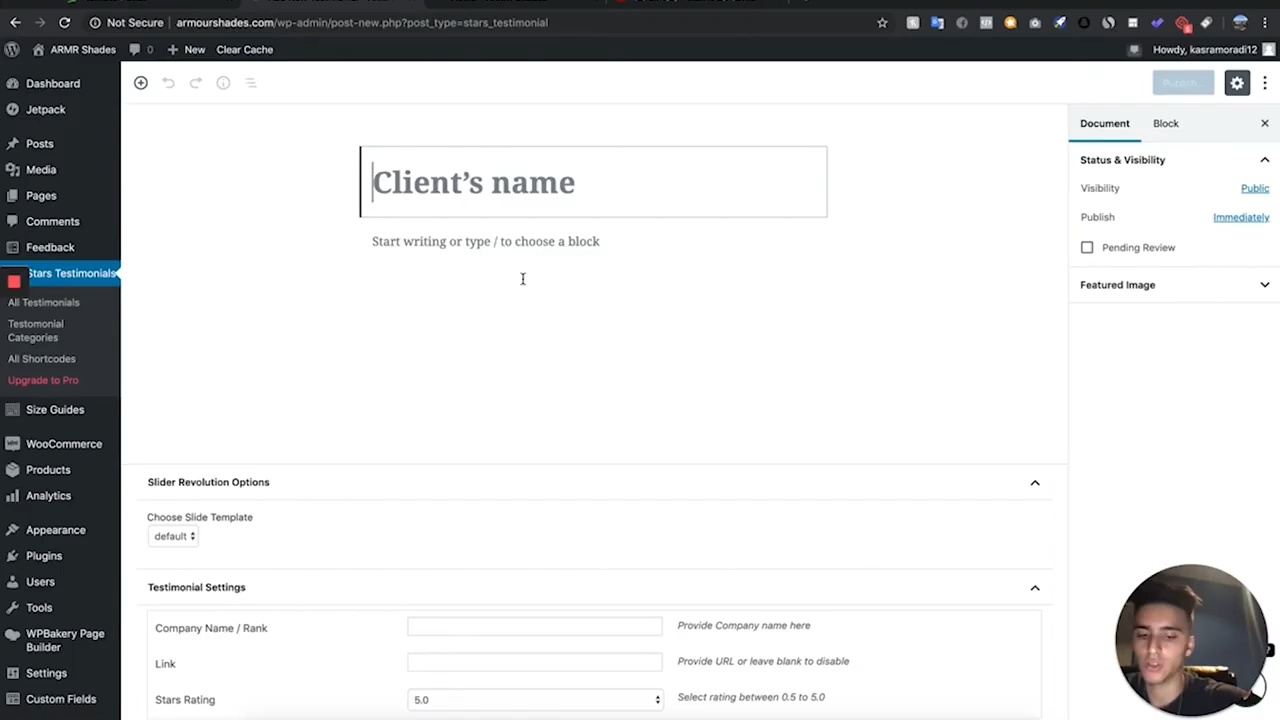 Not Secure
armourshades.com/wp-admin/post-new.php?post_type=stars_testimonial
ARMR Shades
0
New
Clear Cache
Howdy, kasramoradi12
Dashboard
Jetpack
Posts
Media
Pages
Comments
Feedback
Stars Testimonials
All Testimonials
Testomonial
Categories
All Shortcodes
Upgrade to Pro
Size Guides
WooCommerce
Products
Analytics
Appearance
Plugins
Users
Tools
WPBakery Page
Builder
Settings
Custom Fields
Publish...
Client's name
Start writing or type / to choose a block
Slider Revolution Options
Choose Slide Template
default
Testimonial Settings
Company Name / Rank
Provide Company name here
Link
Provide URL or leave blank to disable
Stars Rating
5.0
Select rating between 0.5 to 5.0
Document
Block
Status & Visibility
Visibility
Public
Publish
Immediately
Pending Review
Featured Image